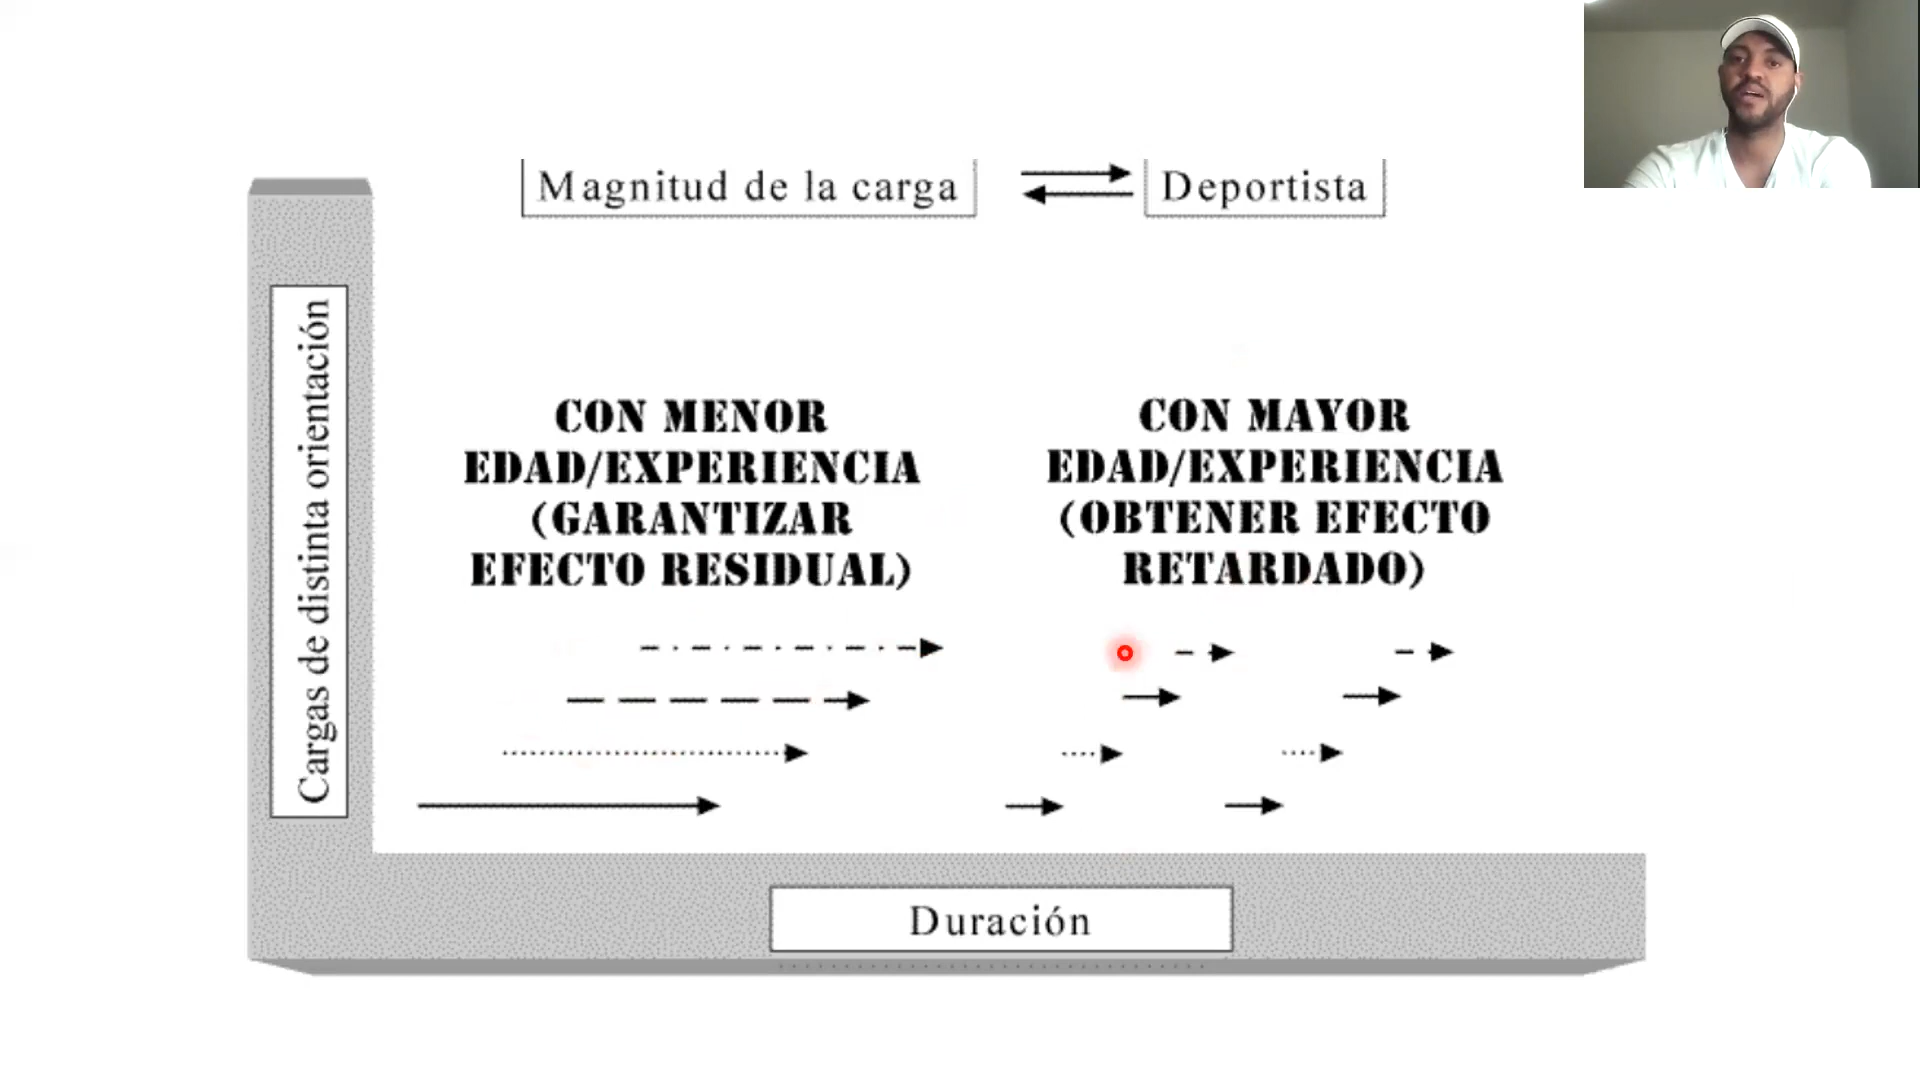 Magnitud de la carga
Deportista
Cargas de distinta orientación
CON MENOR
EDAD/EXPERIENCIA
(GARANTIZAR
EFECTO RESIDUAL)
CON MAYOR
EDAD/EXPERIENCIA
(OBTENER EFECTO
RETARDADO)
Duración